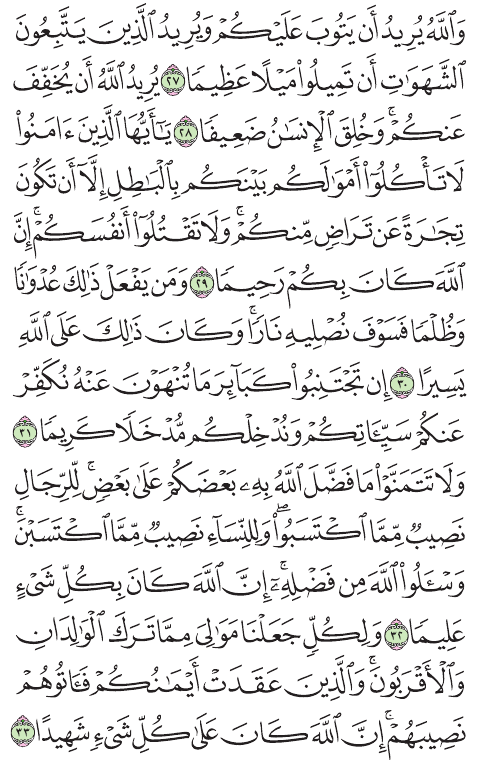 وَٱللَّهُ يُرِيدُ أَن يَتُوبَ عَلَيۡكُمۡ وَيُرِيدُ ٱلَّذِينَ يَتَّبِعُونَ
ٱلشَّهَوَٰتِ أَن تَمِيلُواْ مَيۡلًا عَظِيمٗا ٢٧ يُرِيدُ ٱللَّهُ أَن يُخَفِّفَ
عَنكُمۡۚ وَخُلِقَ ٱلۡإِنسَٰنُ ضَعِيفٗا ٢٨ يَٰٓأَيُّهَا ٱلَّذِينَ ءَامَنُواْ
لَا تَأۡكُلُوٓاْ أَمۡوَٰلَكُم بَيۡنَكُم بِٱلۡبَٰطِلِ إِلَّآ أَن تَكُونَ
تِجَٰرَةً عَن تَرَاضٖ مِّنكُمۡۚ وَلَا تَقۡتُلُوٓاْ أَنفُسَكُمۡۚ إِنَّ
ٱللَّهَ كَانَ بِكُمۡ رَحِيمٗا ٢٩ وَمَن يَفۡعَلۡ ذَٰلِكَ عُدۡوَٰنٗا
وَظُلۡمٗا فَسَوۡفَ نُصۡلِيهِ نَارٗاۚ وَكَانَ ذَٰلِكَ عَلَى ٱللَّهِ
يَسِيرًا ٣٠ إِن تَجۡتَنِبُواْ كَبَآئِرَ مَا تُنۡهَوۡنَ عَنۡهُ نُكَفِّرۡ
عَنكُمۡ سَيِّـَٔاتِكُمۡ وَنُدۡخِلۡكُم مُّدۡخَلٗا كَرِيمٗا ٣١
وَلَا تَتَمَنَّوۡاْ مَا فَضَّلَ ٱللَّهُ بِهِۦ بَعۡضَكُمۡ عَلَىٰ بَعۡضٖۚ لِّلرِّجَالِ
نَصِيبٞ مِّمَّا ٱكۡتَسَبُواْۖ وَلِلنِّسَآءِ نَصِيبٞ مِّمَّا ٱكۡتَسَبۡنَۚ
وَسۡـَٔلُواْ ٱللَّهَ مِن فَضۡلِهِۦٓۚ إِنَّ ٱللَّهَ كَانَ بِكُلِّ شَيۡءٍ
عَلِيمٗا ٣٢ وَلِكُلّٖ جَعَلۡنَا مَوَٰلِيَ مِمَّا تَرَكَ ٱلۡوَٰلِدَانِ
وَٱلۡأَقۡرَبُونَۚ وَٱلَّذِينَ عَقَدَتۡ أَيۡمَٰنُكُمۡ فَـَٔاتُوهُمۡ
نَصِيبَهُمۡۚ إِنَّ ٱللَّهَ كَانَ عَلَىٰ كُلِّ شَيۡءٖ شَهِيدًا ٣٣